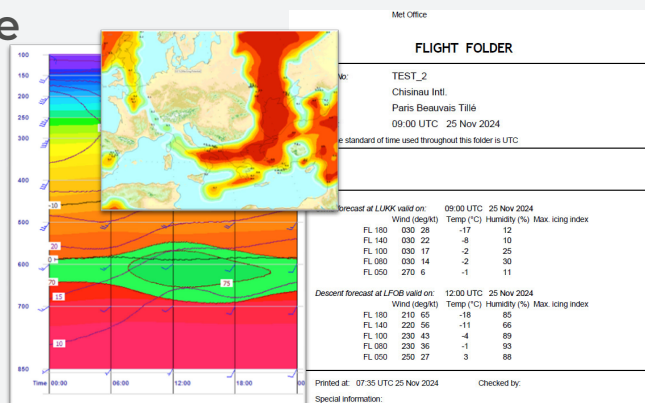 e
Met Office
FLIGHT FOLDER
No: TEST_2
Chisinau Intl.
Paris Beauvais Tillé
09:00 UTC 25 Nov 2024
e standard of time used throughout this folder is UTC
forecast at LUKK valid on: 09:00 UTC 25 Nov 2024
Wind (deg/kt) Temp (°C) Humidity (%) Max. icing index
FL 180 030 28 -17 12
FL 140 030 22 -8 10
FL 100 030 17 -2 25
FL 080 030 14 -2 30
FL 050 270 6 -1 11
Descent forecast at LFOB valid on: 12:00 UTC 25 Nov 2024
Wind (deg/kt) Temp (°C) Humidity (%) Max. icing index
FL 180 210 65 -18 85
FL 140 220 56 -11 66
FL 100 230 43 -4 89
FL 080 230 36 -1 93
FL 050 250 27 3 88
Printed at: 07:35 UTC 25 Nov 2024 Checked by:
Special information:
100
150
200
250
300
400
500
600
700
850
-10
20
10
70
15
75
10
Time 00:00 06:00 12:00 18:00 00